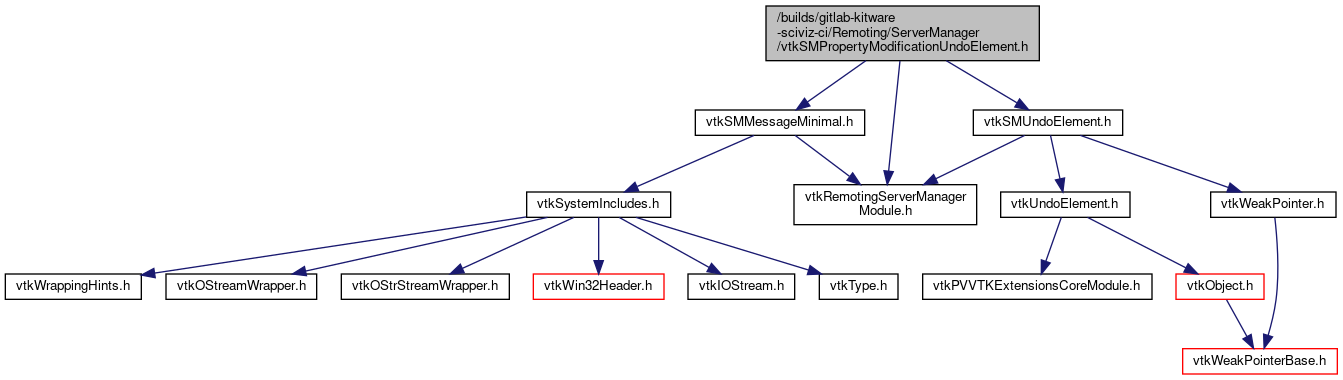 /builds/gitlab-kitware
-sciviz-ci/Remoting/ServerManager
/vtkSMPropertyModificationUndoElement.h
vtkSMMessageMinimal.h
vtkSMUndoElement.h
vtkSystemIncludes.h
vtkRemotingServerManager
Module.h
vtkUndoElement.h
vtkWeakPointer.h
vtkWrappingHints.h
vtkOStreamWrapper.h
vtkOStrStreamWrapper.h
vtkWin32Header.h
vtkIOStream.h
vtkType.h
vtkPVVTKExtensionsCoreModule.h
vtkObject.h
vtkWeakPointerBase.h